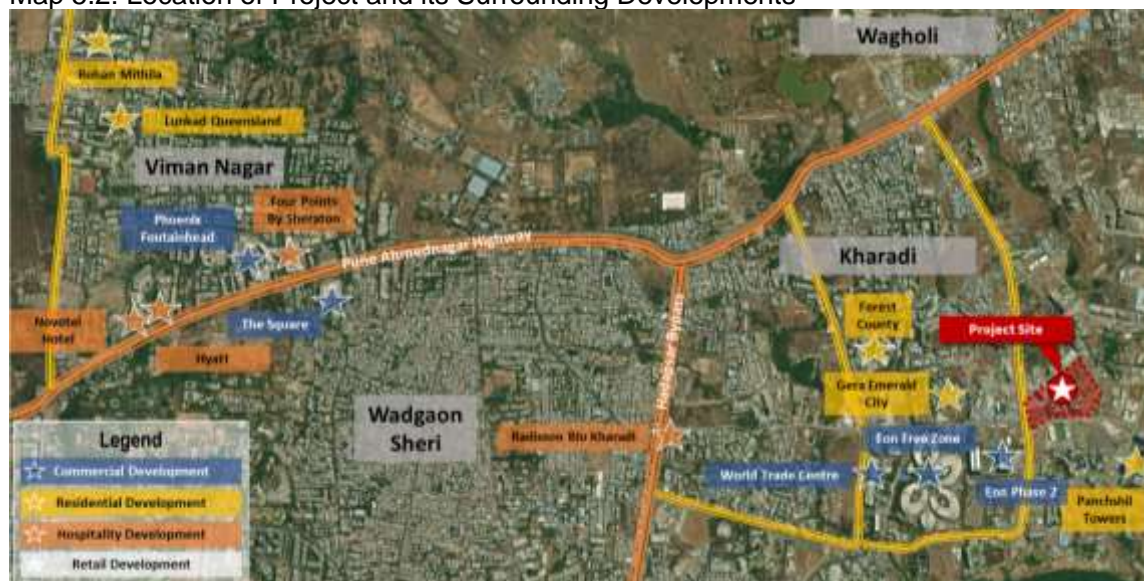 Map 3.2: Location of Project and its Surrounding Developments
Wagholi
Rohan Mithila
Lunkad Queensland
Viman Nagar
Four Points
By Sheraton
Phoenix
Foutainhead
Pune Ahmednagar Highway
Kharadi
Novotel
Hotel
The Square
Hyatt
Forest
County
Project Site
Gera Emerald
City
Wadgaon
Sheri
Radisson Blu Kharadi
Bypass
Eon Free Zone
World Trade Centre
Eon Phase 2
Panchshil
Towers
Legend
Commercial Development
Residential Development
Hospitality Development
Retail Development